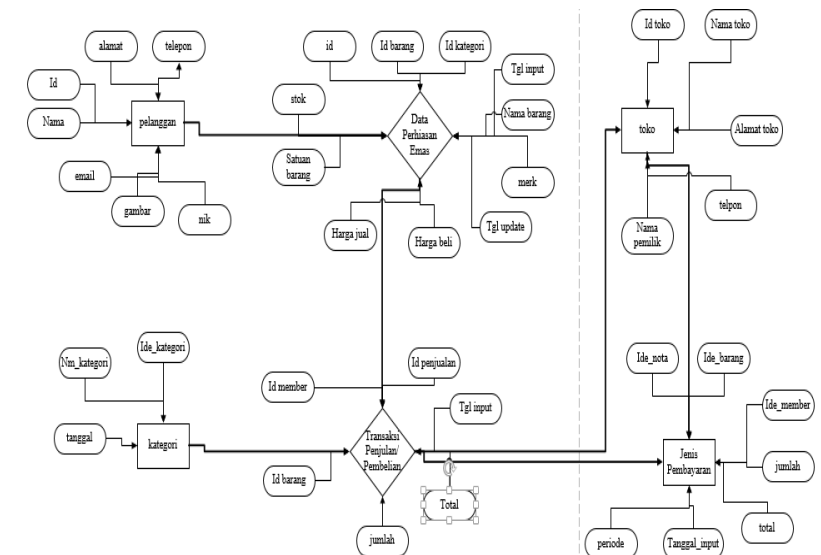 alamat
telepon
id
Id barang
Id kategori
Id toko
Nama toko
Id
Tgl input
stok
Nama
pelanggan
Data
Perhiasan
Emas
Nama barang
toko
Alamat toko
Satuan
barang
email
merk
gambar
nik
telpon
Harga jual
Harga beli
Tgl update
Nama
pemilik
Nm_kategori
Ide_kategori
Id penjualan
Ide_nota
Ide_barang
Id member
Tgl input
Ide_member
tanggal
kategori
Transaksi
Penjulan/
Pembelian
Jenis
Pembayaran
jumlah
Id barang
Total
total
jumlah
periode
Tanggal_input